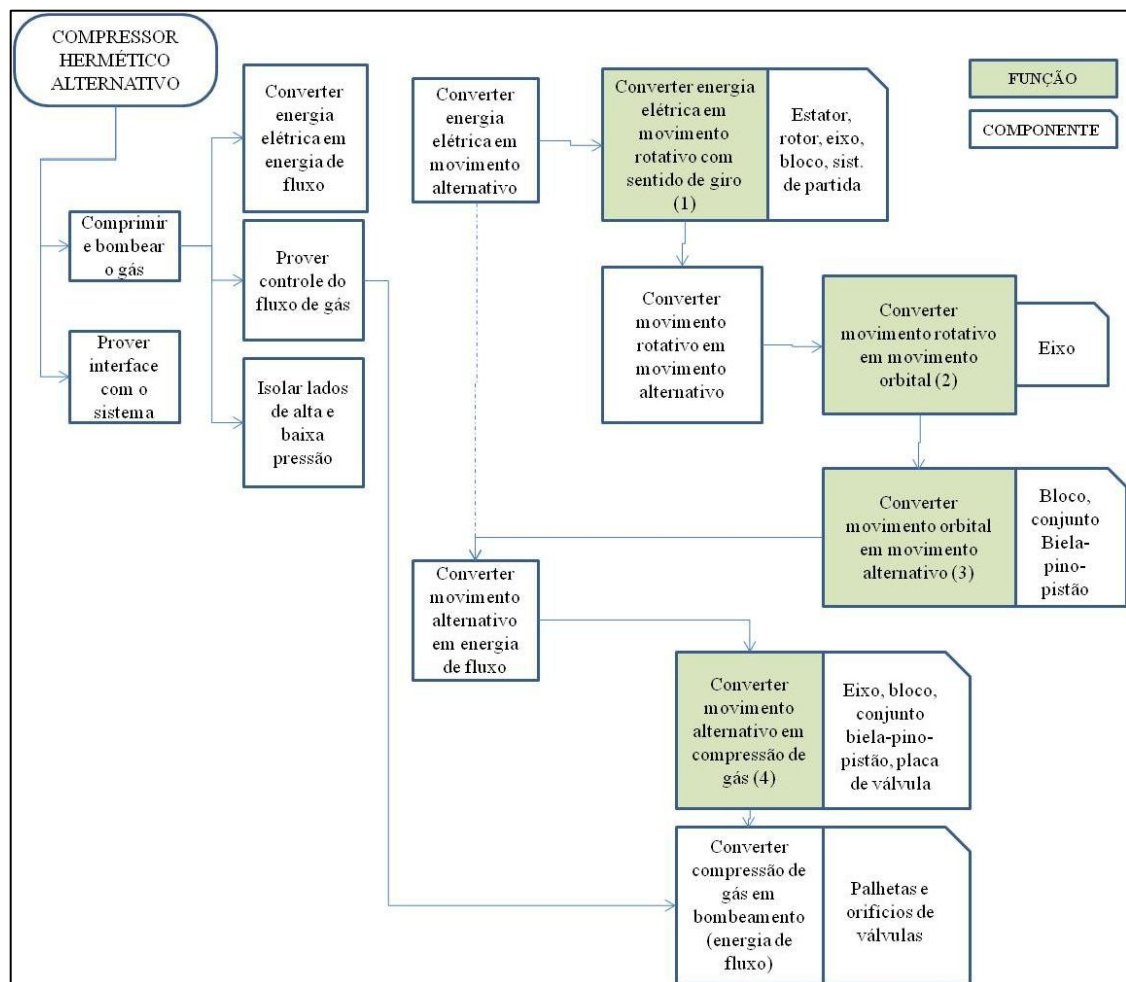 COMPRESSOR
HERMÉTICO
ALTERNATIVO
Comprimir
e bombear
o gás
Prover
interface
com o
sistema
Converter
energia
elétrica em
energia de
fluxo
Prover
controle do
fluxo de gás
Isolar lados
de alta e
baixa
pressão
Converter
energia
elétrica em
movimento
alternativo
Converter energia
elétrica em
movimento
rotativo com
sentido de giro
(1)
Estator,
rotor, eixo,
bloco, sist.
de partida
FUNÇÃO
COMPONENTE
Converter
movimento
rotativo em
movimento
alternativo
Converter
movimento rotativo
em movimento
orbital (2)
Eixo
Converter
movimento orbital
em movimento
alternativo (3)
Bloco,
conjunto
Biela-
pino-
pistão
Converter
movimento
alternativo
em energia
de fluxo
Converter
movimento
alternativo em
compressão de
gás (4)
Eixo, bloco,
conjunto
biela-pino-
pistão, placa
de válvula
Converter
compressão de
gás em
bombeamento
(energia de
fluxo)
Palhetas e
orifícios de
válvulas